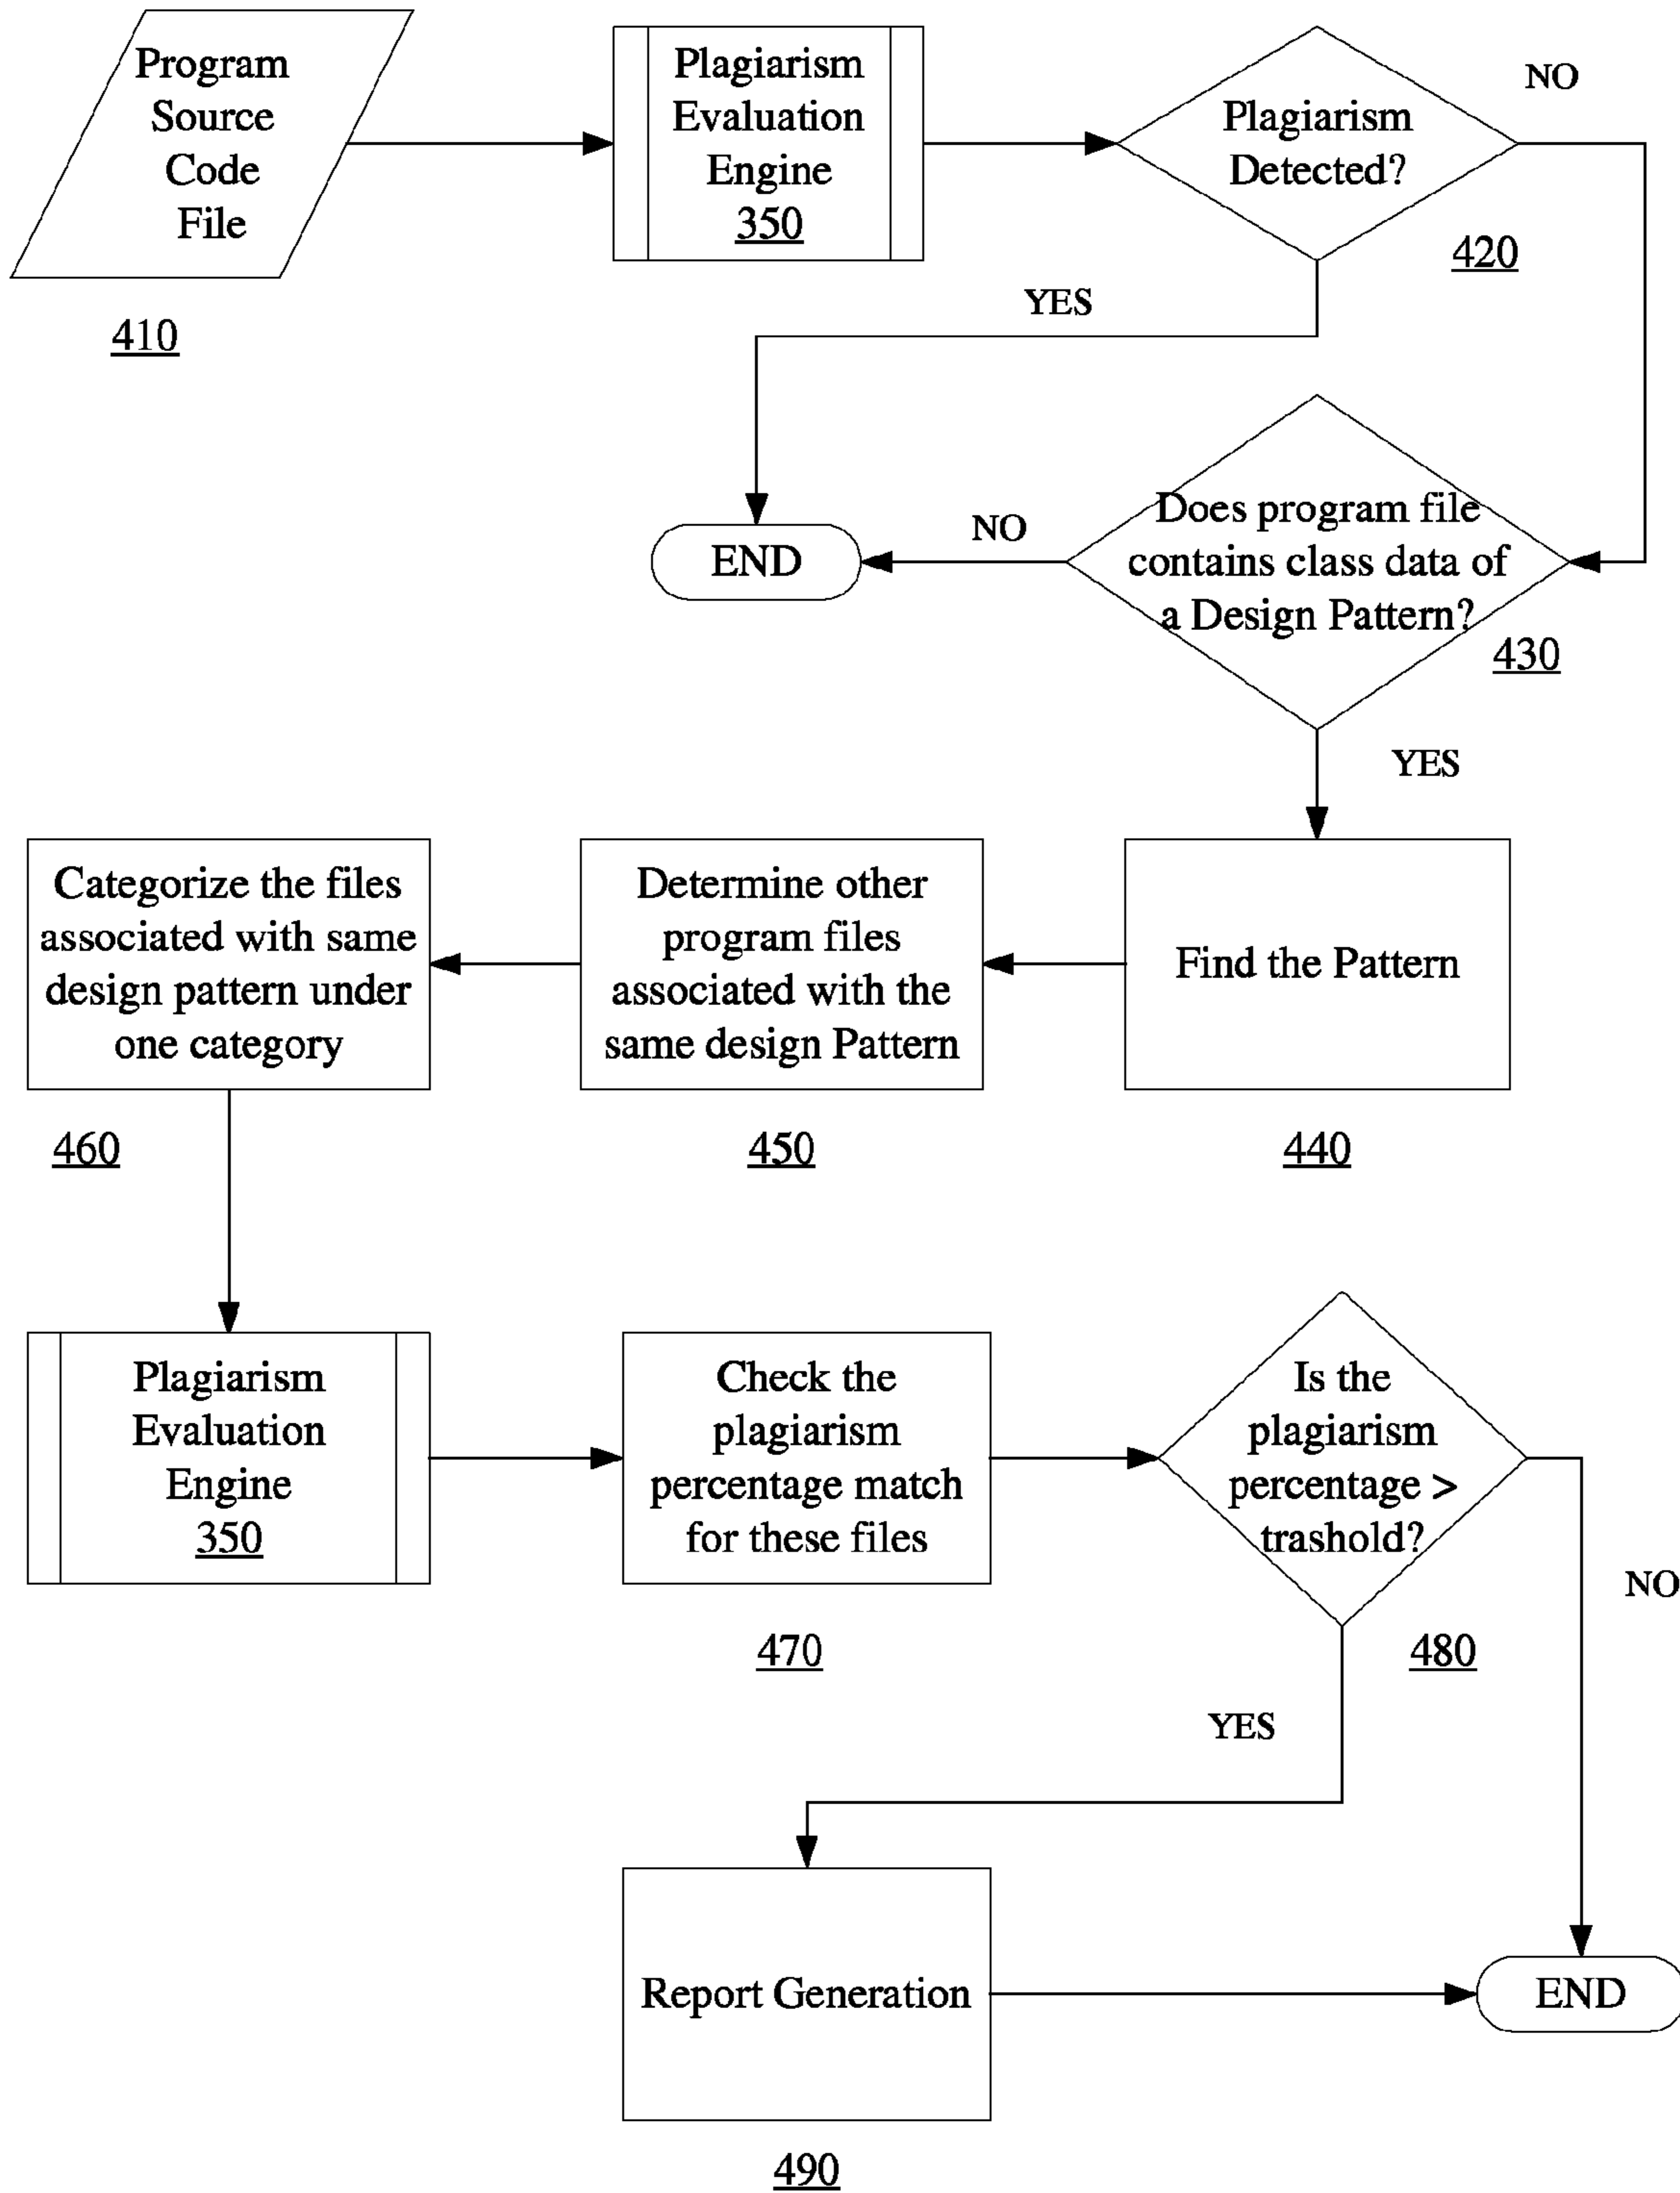 Program
Source
Code
File
410
Plagiarism
Evaluation
Engine
350
Plagiarism
Detected?
420
NO
YES
Does program file
contains class data of
a Design Pattern?
430
NO
END
YES
Find the Pattern
440
Determine other
program files
associated with the
same design Pattern
450
Categorize the files
associated with same
design pattern under
one category
460
Plagiarism
Evaluation
Engine
350
Check the
plagiarism
percentage match
for these files
470
Is the
plagiarism
percentage >
trashold?
480
NO
YES
Report Generation
490
END